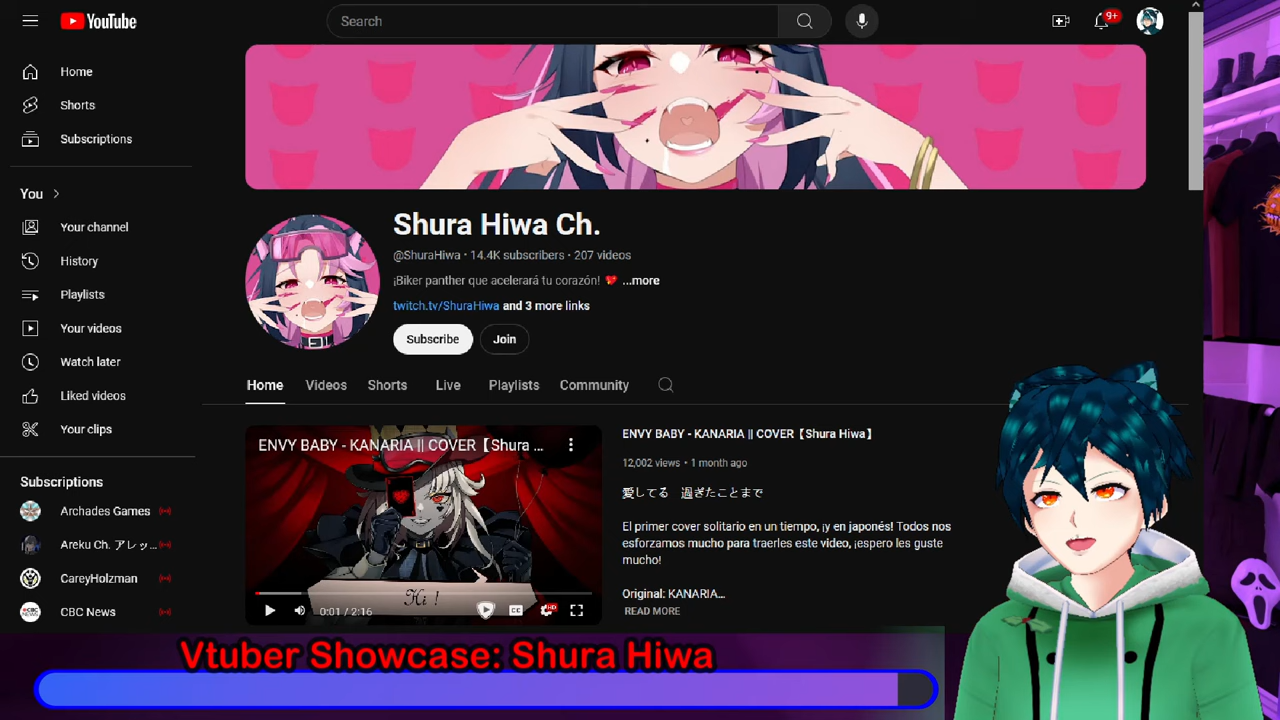 YouTube
Search
9+
Home
Shorts
Subscriptions
You
Your channel
History
Playlists
Your videos
Watch later
Liked videos
Your clips
Subscriptions
Archades Games
Areku Ch. アレッ...
CareyHolzman
CBC News
Shura Hiwa Ch.
@ShuraHiwa • 14.4K subscribers • 207 videos
¡Biker panther que acelerará tu corazón! ...more
twitch.tv/ShuraHiwa and 3 more links
Subscribe
Join
Home Videos Shorts Live Playlists Community
ENVY BABY - KANARIA || COVER【Shura ...
Hi !
0:01 / 2:16
CC
HD
ENVY BABY - KANARIA || COVER【Shura Hiwa】
12,002 views • 1 month ago
愛してる 過ぎたことまで
El primer cover solitario en un tiempo, ¡y en japonés! Todos nos
esforzamos mucho para traerles este video, ¡espero les guste
mucho!
Original: KANARIA...
READ MORE
Vtuber Showcase: Shura Hiwa